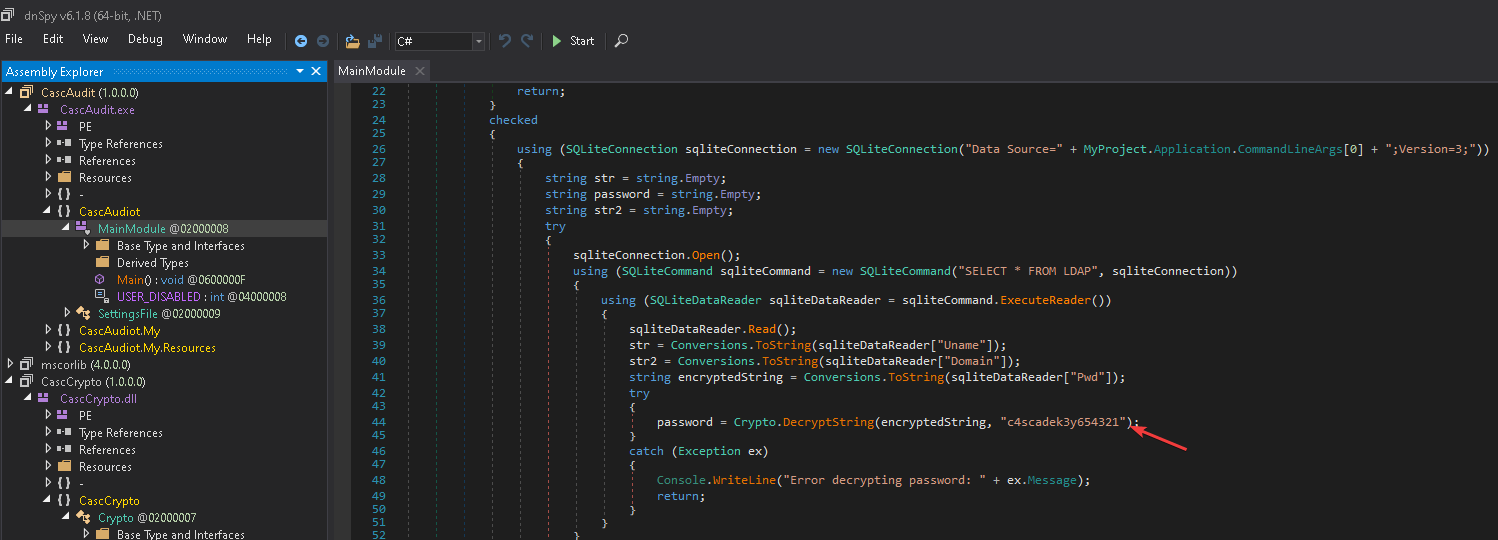 dnSpy v6.1.8 (64-bit, .NET)
File Edit View Debug Window Help C# Start
Assembly Explorer
CascAudit (1.0.0.0)
CascAudit.exe
PE
Type References
References
Resources
{ } -
{ } CascAudiot
MainModule @02000008
Base Type and Interfaces
Derived Types
Main() : void @0600000F
USER_DISABLED : int @04000008
SettingsFile @02000009
{ } CascAudiot.My
{ } CascAudiot.My.Resources
mscorlib (4.0.0.0)
CascCrypto (1.0.0.0)
CascCrypto.dll
PE
Type References
References
Resources
{ } -
{ } CascCrypto
Crypto @02000007
Base Type and Interfaces
MainModule
22 return;
23 }
24 checked
25 {
26 using (SQLiteConnection sqliteConnection = new SQLiteConnection("Data Source=" + MyProject.Application.CommandLineArgs[0] + ";Version=3;"))
27 {
28 string str = string.Empty;
29 string password = string.Empty;
30 string str2 = string.Empty;
31 try
32 {
33 sqliteConnection.Open();
34 using (SQLiteCommand sqliteCommand = new SQLiteCommand("SELECT * FROM LDAP", sqliteConnection))
35 {
36 using (SQLiteDataReader sqliteDataReader = sqliteCommand.ExecuteReader())
37 {
38 sqliteDataReader.Read();
39 str = Conversions.ToString(sqliteDataReader["Uname"]);
40 str2 = Conversions.ToString(sqliteDataReader["Domain"]);
41 string encryptedString = Conversions.ToString(sqliteDataReader["Pwd"]);
42 try
43 {
44 password = Crypto.DecryptString(encryptedString, "c4scadek3y654321");
45 }
46 catch (Exception ex)
47 {
48 Console.WriteLine("Error decrypting password: " + ex.Message);
49 return;
50 }
51 }
52 }